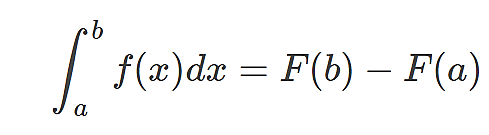 ∫_a^b f(x)dx = F(b) − F(a)